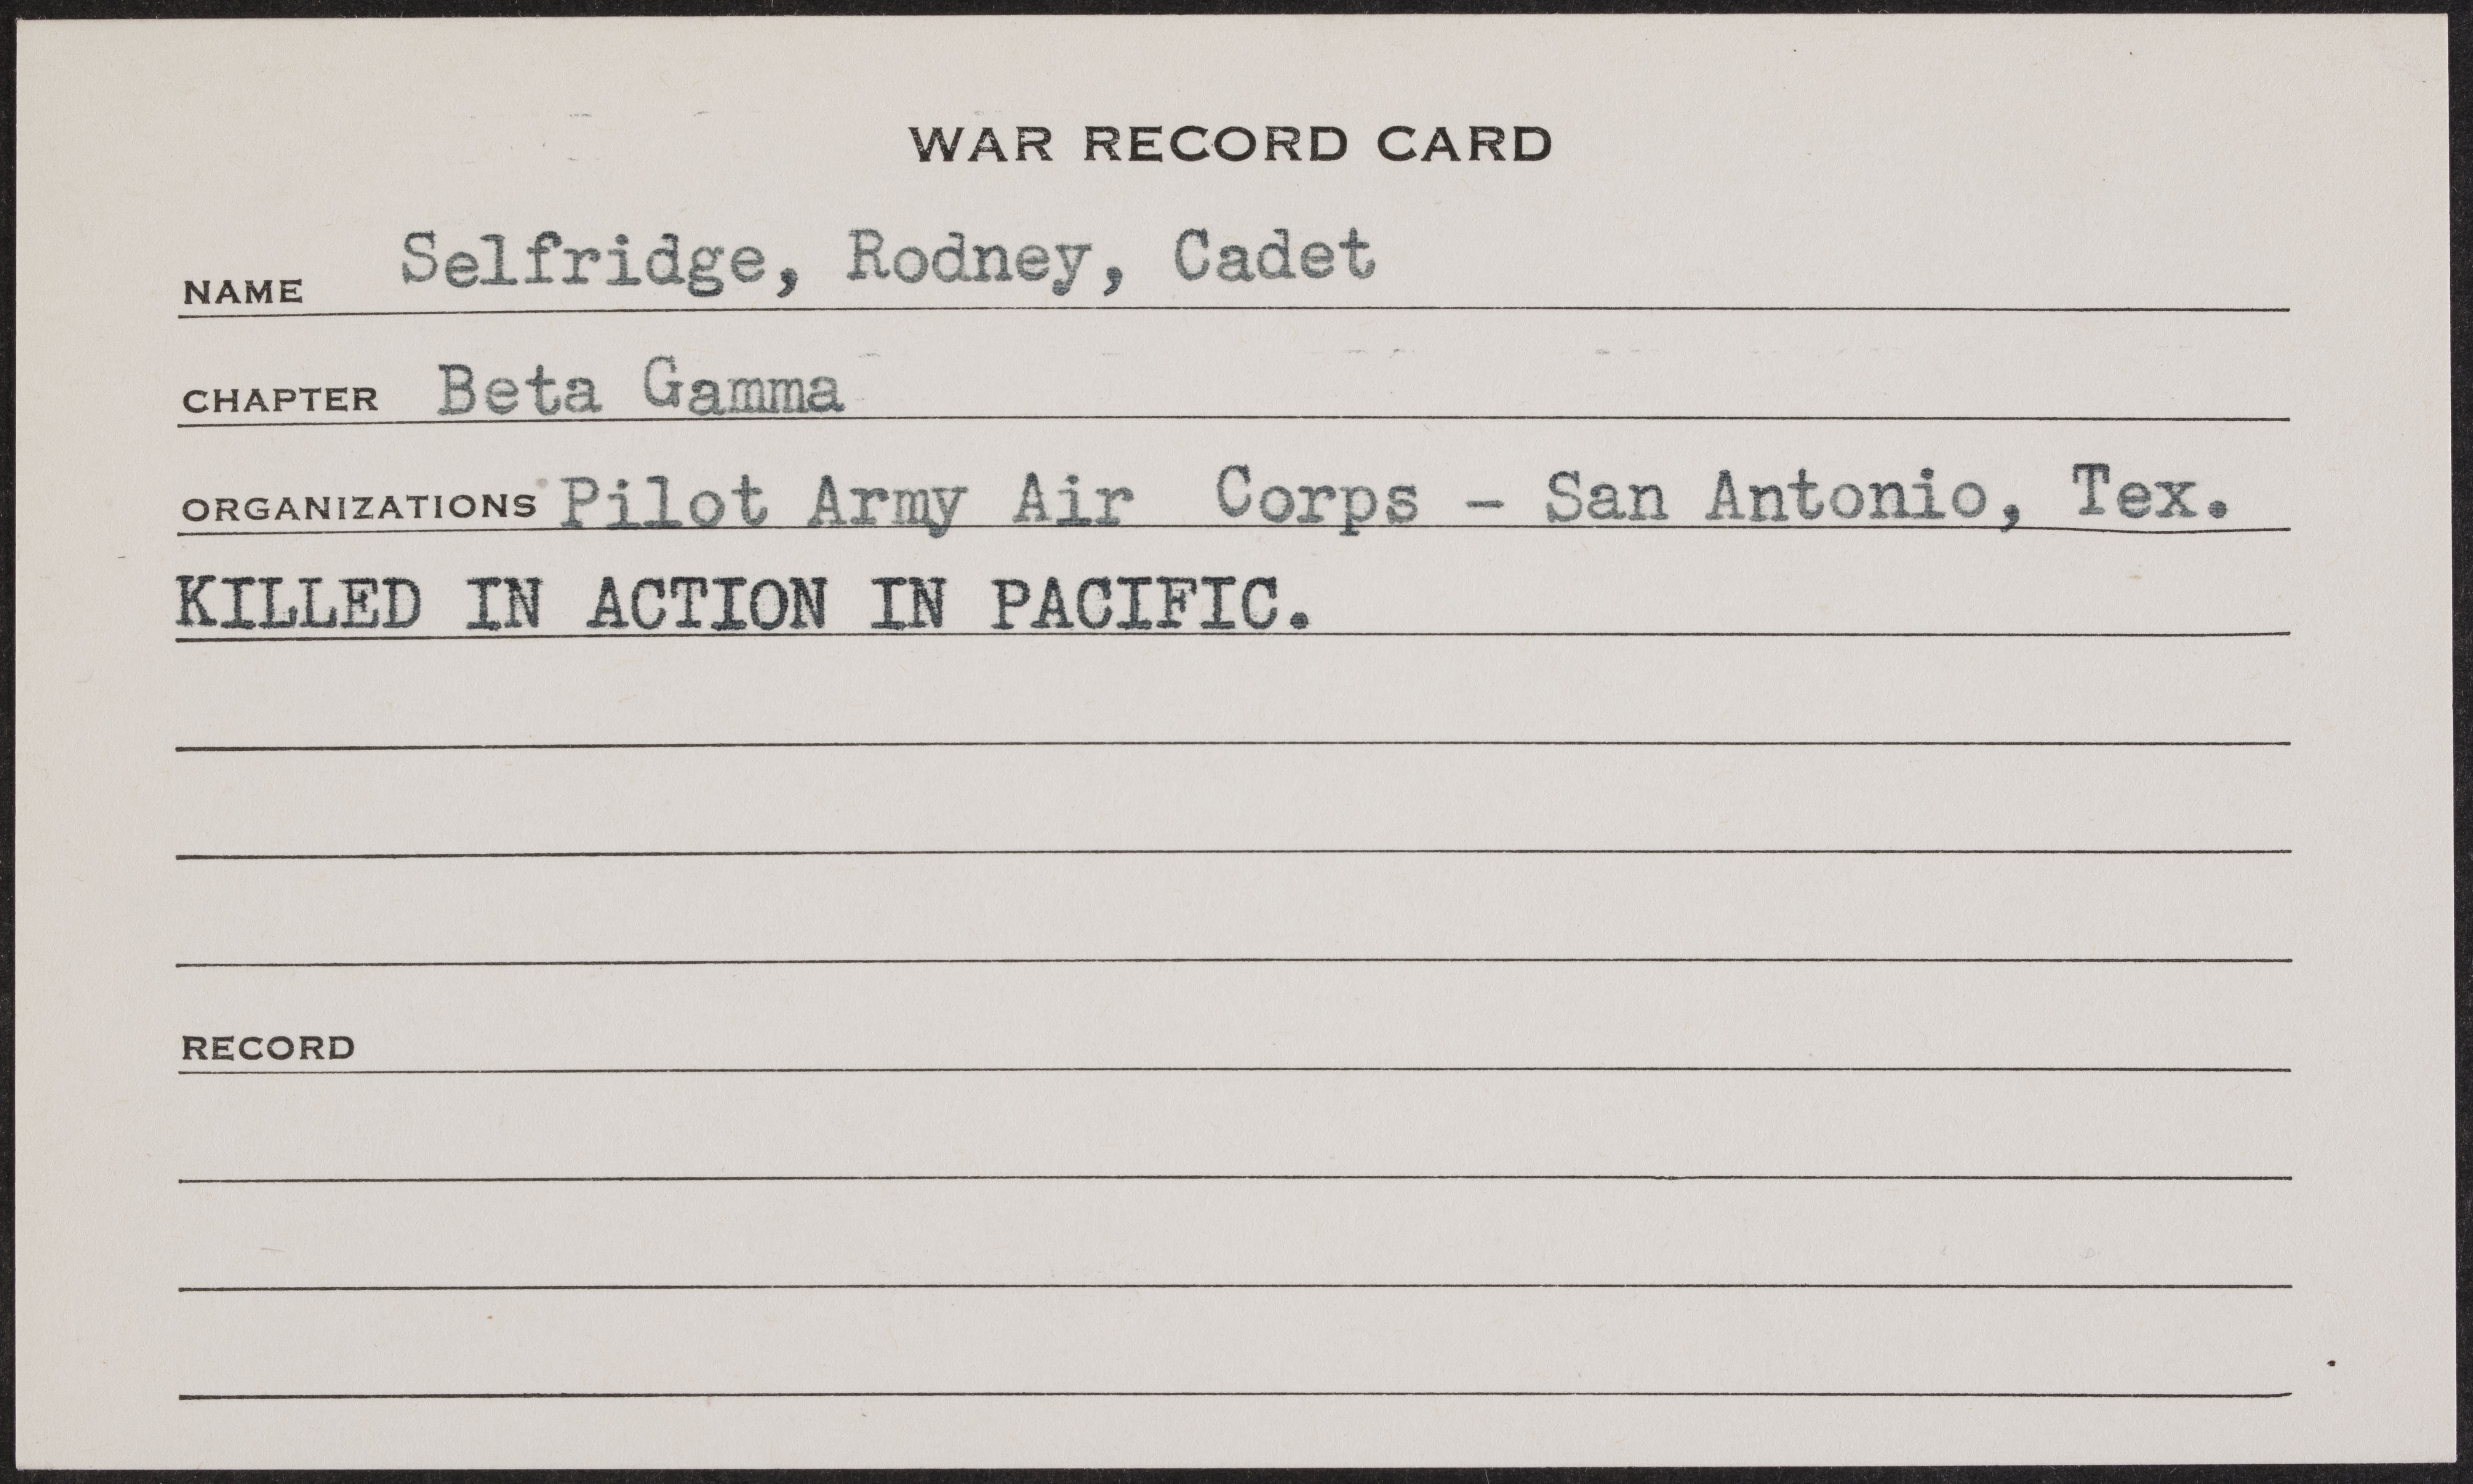 WAR RECORD CARD
NAME Selfridge, Rodney, Cadet
CHAPTER Beta Gamma
ORGANIZATIONS Pilot Army Air Corps - San Antonio, Tex.
KILLED IN ACTION IN PACIFIC.
RECORD